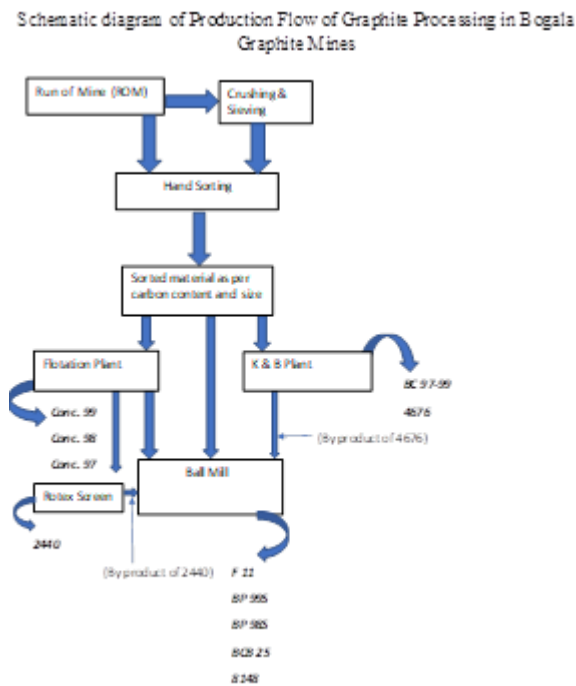 Schematic diagram of Production Flow of Graphite Processing in Bogala
Graphite Mines
Run of Mine (ROM)
Crushing &
Sieving
Hand Sorting
Sorted material as per
carbon content and size
Flotation Plant
K & B Plant
BC 97-99
4676
Conc. 99
Conc. 98
Conc. 97
(By product of 4676)
Ball Mill
Rotex Screen
2440
(By product of 2440)
F 11
BP 995
BP 985
BCB 25
8148